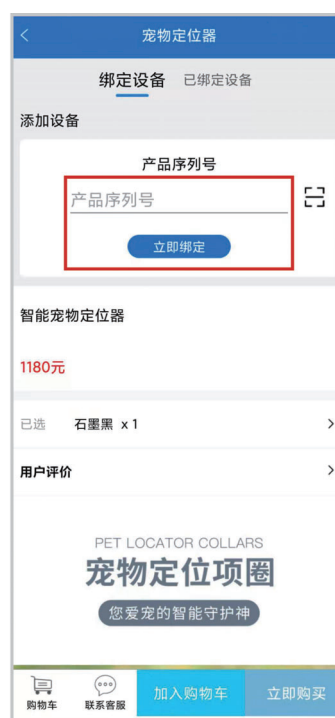 宠物定位器
绑定设备 已绑定设备
添加设备
产品序列号
产品序列号
立即绑定
智能宠物定位器
1180元
已选 石墨黑 x1
用户评价
PET LOCATOR COLLARS
宠物定位项圈
您爱宠的智能守护神
购物车 联系客服 加入购物车 立即购买